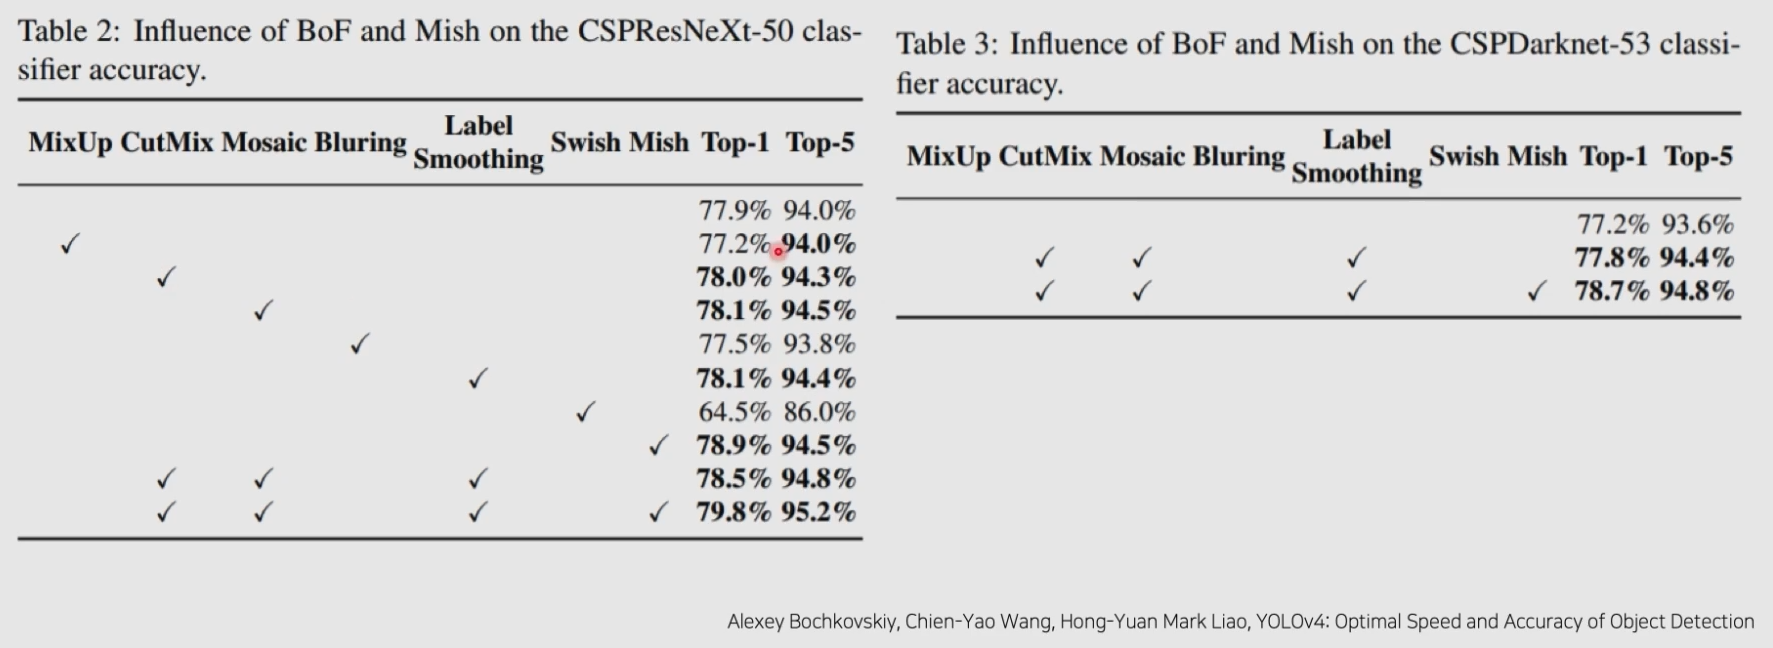 Table 2: Influence of BoF and Mish on the CSPResNeXt-50 clas-
sifier accuracy.
MixUp CutMix Mosaic Bluring Label Smoothing Swish Mish Top-1 Top-5
77.9% 94.0%
✓ 77.2% 94.0%
✓ 78.0% 94.3%
✓ 78.1% 94.5%
✓ 77.5% 93.8%
✓ 78.1% 94.4%
✓ 64.5% 86.0%
✓ 78.9% 94.5%
✓ ✓ ✓ 78.5% 94.8%
✓ ✓ ✓ ✓ 79.8% 95.2%
Table 3: Influence of BoF and Mish on the CSPDarknet-53 classi-
fier accuracy.
MixUp CutMix Mosaic Bluring Label Smoothing Swish Mish Top-1 Top-5
77.2% 93.6%
✓ ✓ ✓ 77.8% 94.4%
✓ ✓ ✓ ✓ 78.7% 94.8%
Alexey Bochkovskiy, Chien-Yao Wang, Hong-Yuan Mark Liao, YOLOv4: Optimal Speed and Accuracy of Object Detection